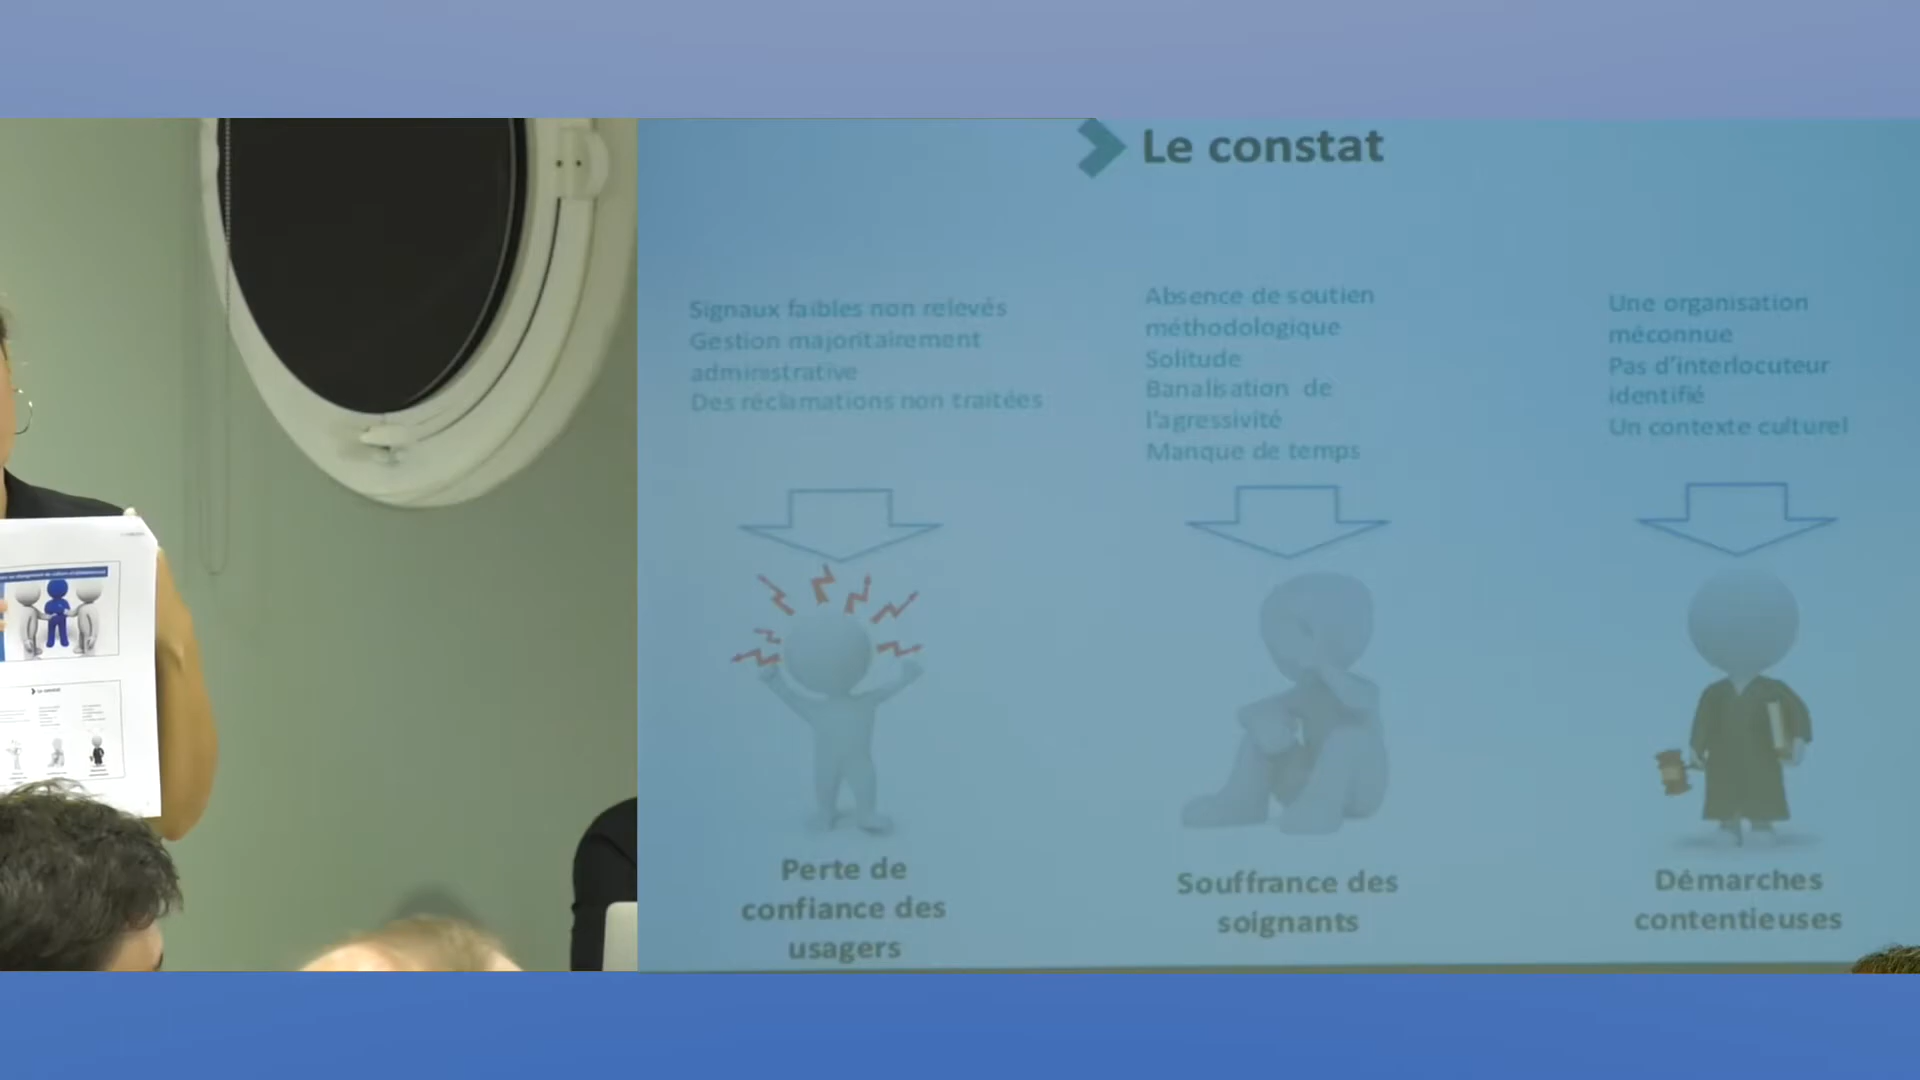 Le constat
Signaux faibles non relevés
Gestion majoritairement
administrative
Des réclamations non traitées
Absence de soutien
méthodologique
Solitude
Banalisation de
l'agressivité
Manque de temps
Une organisation
méconnue
Pas d'interlocuteur
identifié
Un contexte culturel
Perte de
confiance des
usagers
Souffrance des
soignants
Démarches
contentieuses